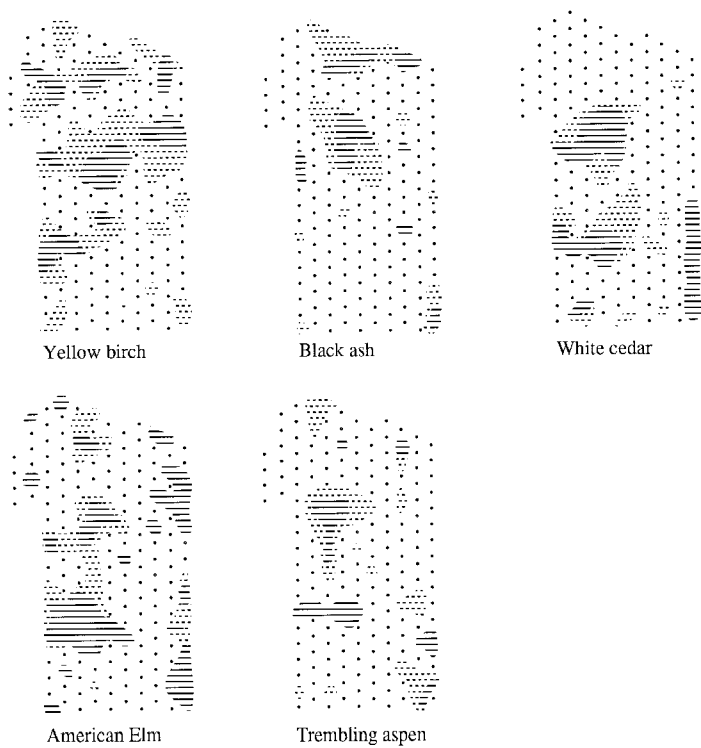 Yellow birch
Black ash
White cedar
American Elm
Trembling aspen